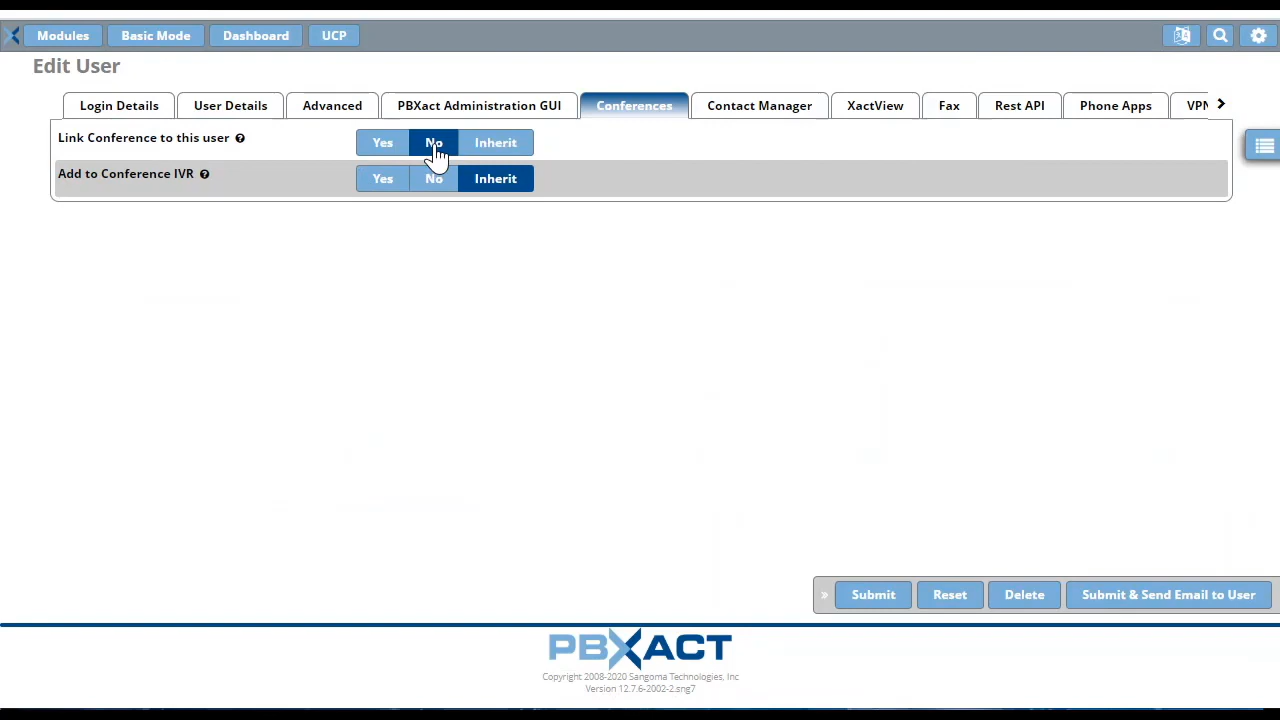 Modules Basic Mode Dashboard UCP
Edit User
Login Details User Details Advanced PBXact Administration GUI Conferences Contact Manager XactView Fax Rest API Phone Apps VPN
Link Conference to this user Yes No Inherit
Add to Conference IVR Yes No Inherit
» Submit Reset Delete Submit & Send Email to User
PBXACT
Copyright 2008-2020 Sangoma Technologies, Inc
Version 12.7.6-2002-2.sng7